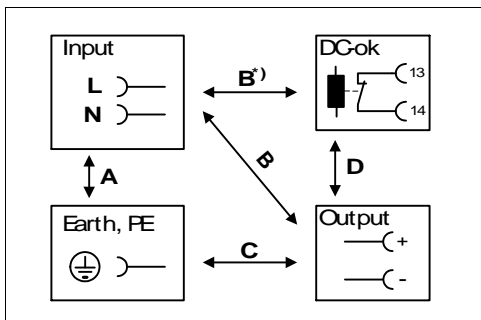 Input
DC-ok
L
N
B*)
13
14
A
B
D
Earth, PE
Output
C
+
-